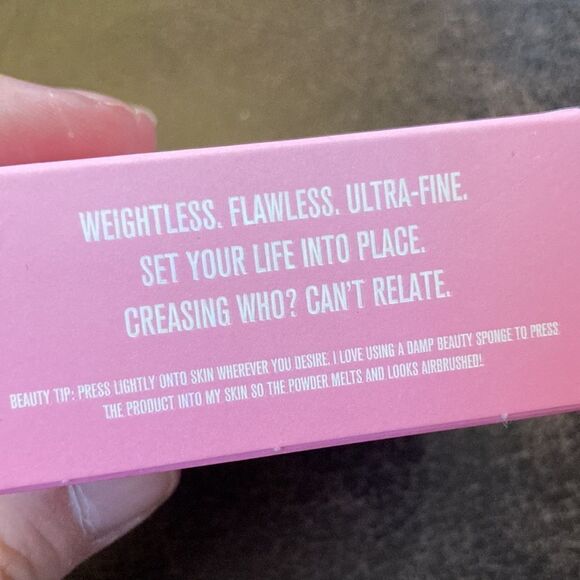 WEIGHTLESS. FLAWLESS. ULTRA-FINE.
SET YOUR LIFE INTO PLACE.
CREASING WHO? CAN'T RELATE.
BEAUTY TIP: PRESS LIGHTLY ONTO SKIN WHEREVER YOU DESIRE. I LOVE USING A DAMP BEAUTY SPONGE TO PRESS
THE PRODUCT INTO MY SKIN SO THE POWDER MELTS AND LOOKS AIRBRUSHED!